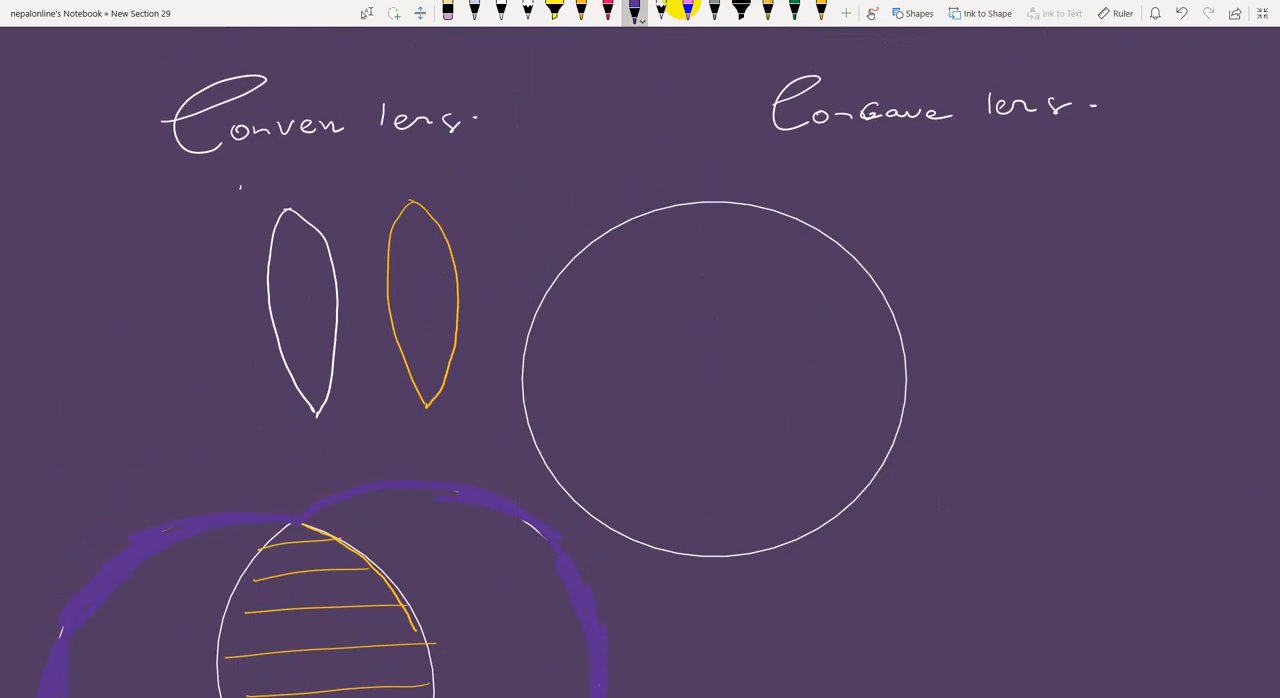 nepalonline's Notebook » New Section 29
Shapes
Ink to Shape
Ink to Text
Ruler
Conven lens.
Concave lens.